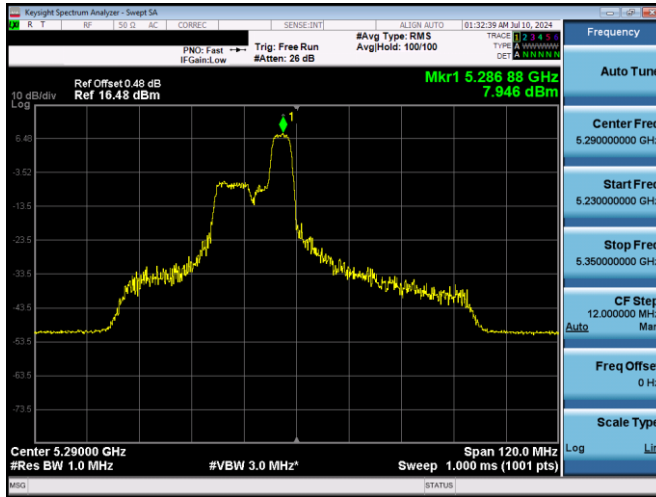 Keysight Spectrum Analyzer - Swept SA
R T RF 50 Ω AC CORREC SENSE:INT ALIGN AUTO 01:32:39 AM Jul 10, 2024
Frequency
PNO: Fast
IFGain:Low
Trig: Free Run
#Atten: 26 dB
#Avg Type: RMS
Avg|Hold: 100/100
TRACE 1 2 3 4 5 6
TYPE A WWWWW
DET A N N N N N
Auto Tune
Mkr1 5.286 88 GHz
7.946 dBm
Ref Offset 0.48 dB
Ref 16.48 dBm
10 dB/div
Log
1
6.48
-3.52
-13.5
-23.5
-33.5
-43.5
-53.5
-63.5
-73.5
Center Freq
5.290000000 GHz
Start Freq
5.230000000 GHz
Stop Freq
5.350000000 GHz
CF Step
12.000000 MHz
Auto Man
Freq Offset
0 Hz
Scale Type
Log Lin
Center 5.29000 GHz
Span 120.0 MHz
#Res BW 1.0 MHz
#VBW 3.0 MHz*
Sweep 1.000 ms (1001 pts)
MSG
STATUS